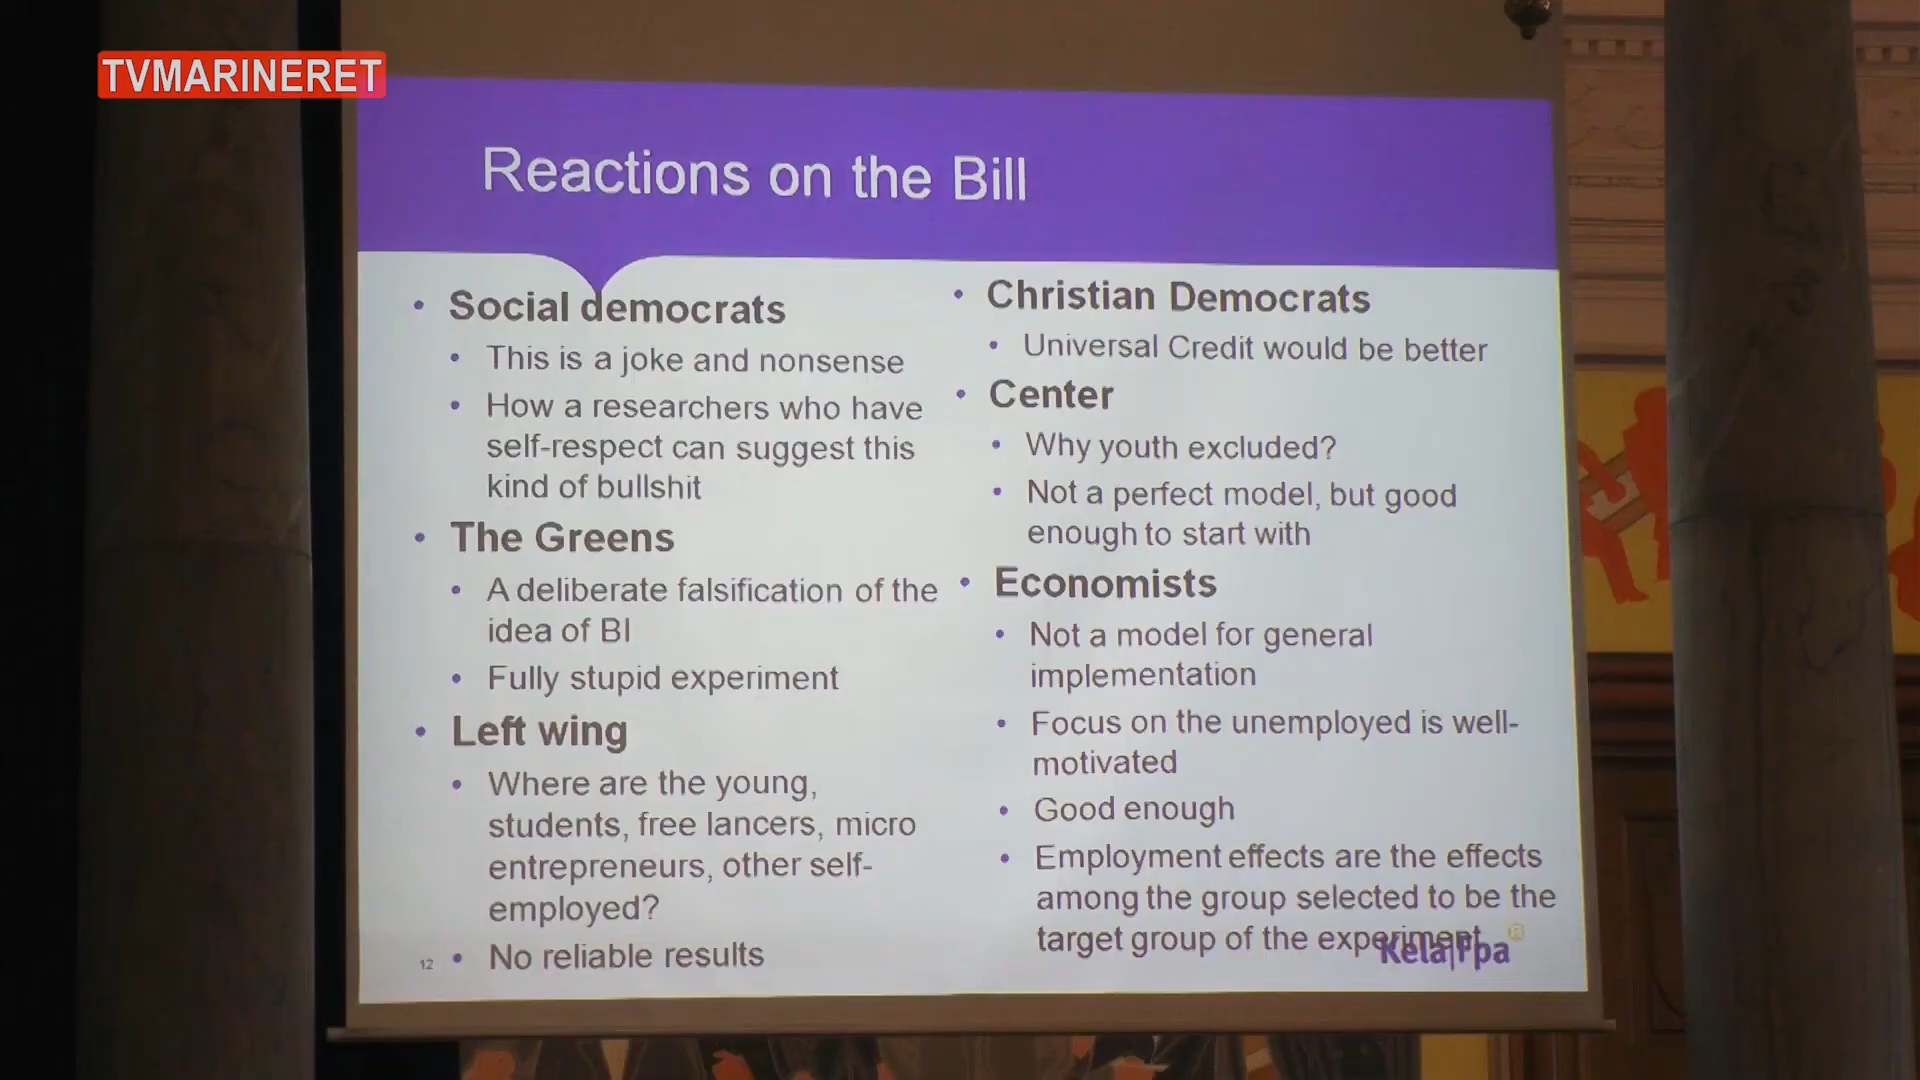 TVMARINERET
Reactions on the Bill
• Social democrats
• This is a joke and nonsense
• How a researchers who have
self-respect can suggest this
kind of bullshit
• The Greens
• A deliberate falsification of the
idea of BI
• Fully stupid experiment
• Left wing
• Where are the young,
students, free lancers, micro
entrepreneurs, other self-
employed?
• No reliable results
• Christian Democrats
• Universal Credit would be better
• Center
• Why youth excluded?
• Not a perfect model, but good
enough to start with
• Economists
• Not a model for general
implementation
• Focus on the unemployed is well-
motivated
• Good enough
• Employment effects are the effects
among the group selected to be the
target group of the experiment
12
Kela|Fpa